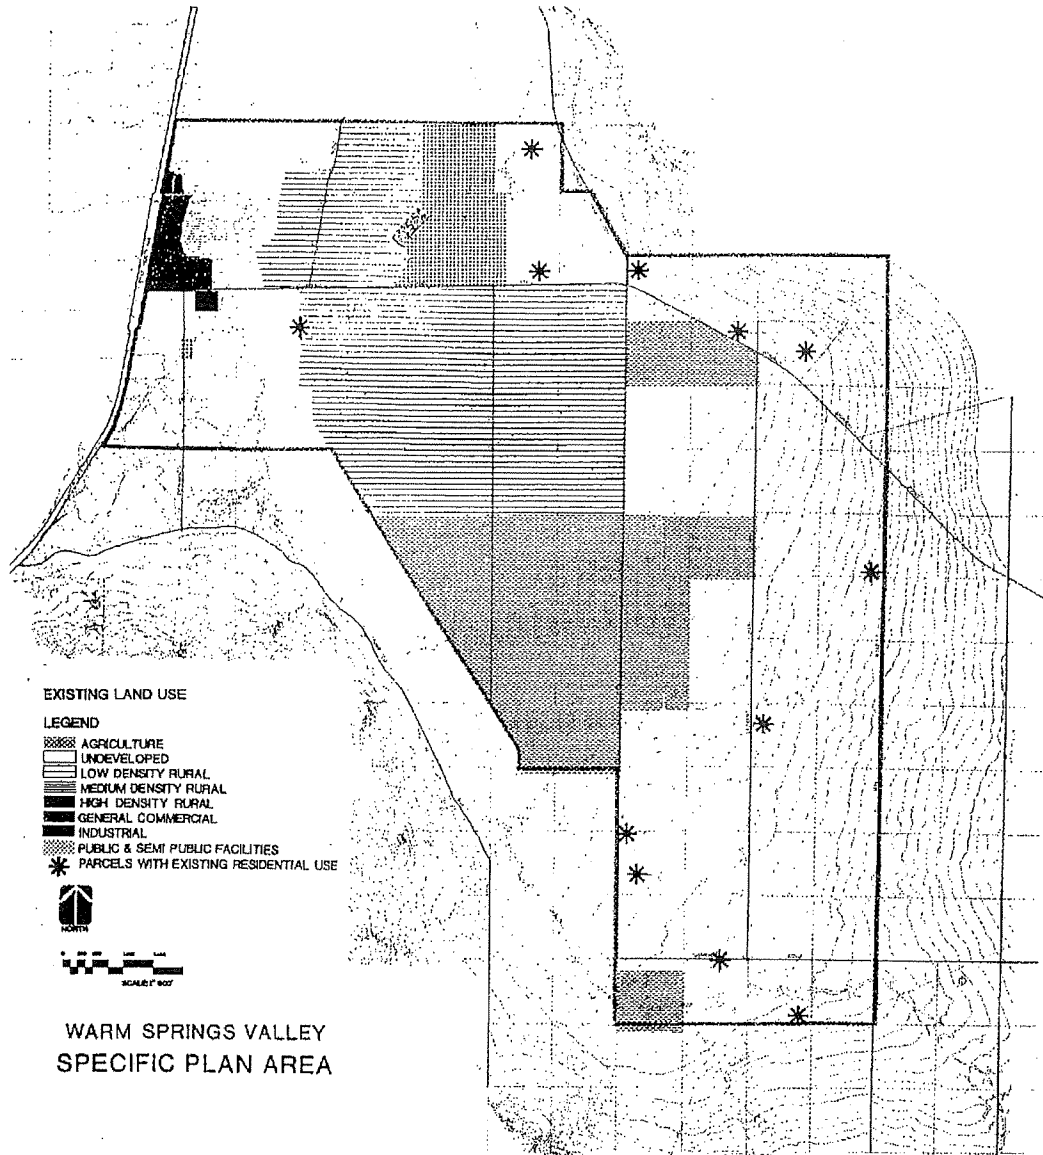 EXISTING LAND USE
LEGEND
AGRICULTURE
UNDEVELOPED
LOW DENSITY RURAL
MEDIUM DENSITY RURAL
HIGH DENSITY RURAL
GENERAL COMMERCIAL
INDUSTRIAL
PUBLIC & SEMI PUBLIC FACILITIES
PARCELS WITH EXISTING RESIDENTIAL USE
NORTH
WARM SPRINGS VALLEY
SPECIFIC PLAN AREA